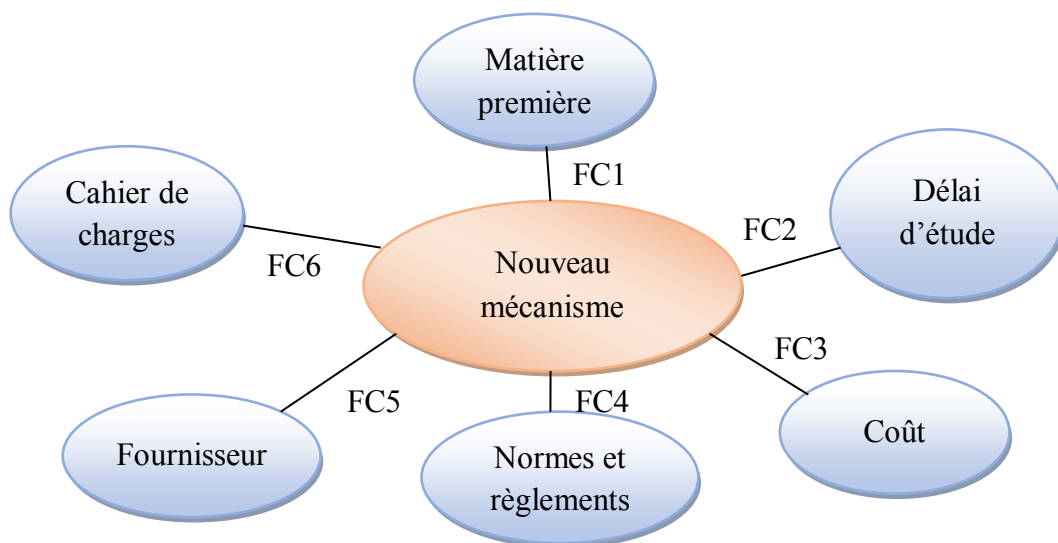 Matière
première
FC1
Cahier de
charges
Délai
d’étude
FC2
FC6
Nouveau
mécanisme
FC3
FC5
FC4
Coût
Fournisseur
Normes et
règlements